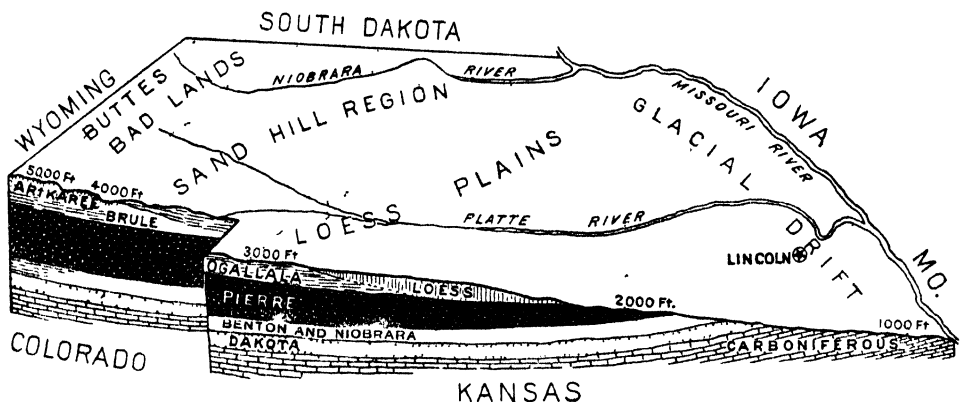 SOUTH DAKOTA
WYOMING
BUTTES
BAD LANDS
NIOBRARA RIVER
SAND HILL REGION
GLACIAL DRIFT
MISSOURI RIVER
IOWA
LOESS PLAINS
PLATTE RIVER
LINCOLN
MO.
5000 Ft
4000 Ft
ARIKAREE
BRULE
3000 Ft
OGALLALA
LOESS
PIERRE
2000 Ft.
1000 Ft
BENTON AND NIOBRARA
DAKOTA
CARBONIFEROUS
COLORADO
KANSAS